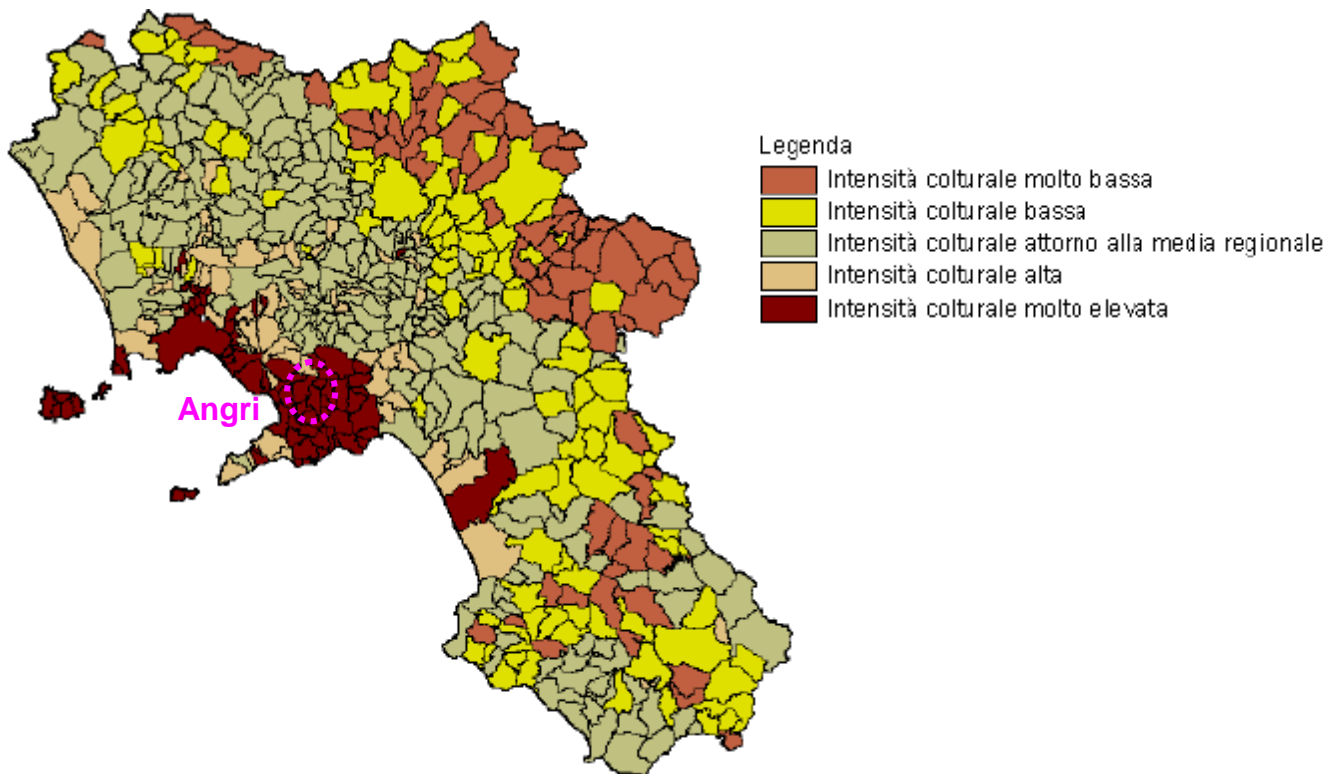 Legenda
Intensità colturale molto bassa
Intensità colturale bassa
Intensità colturale attorno alla media regionale
Intensità colturale alta
Intensità colturale molto elevata
Angri